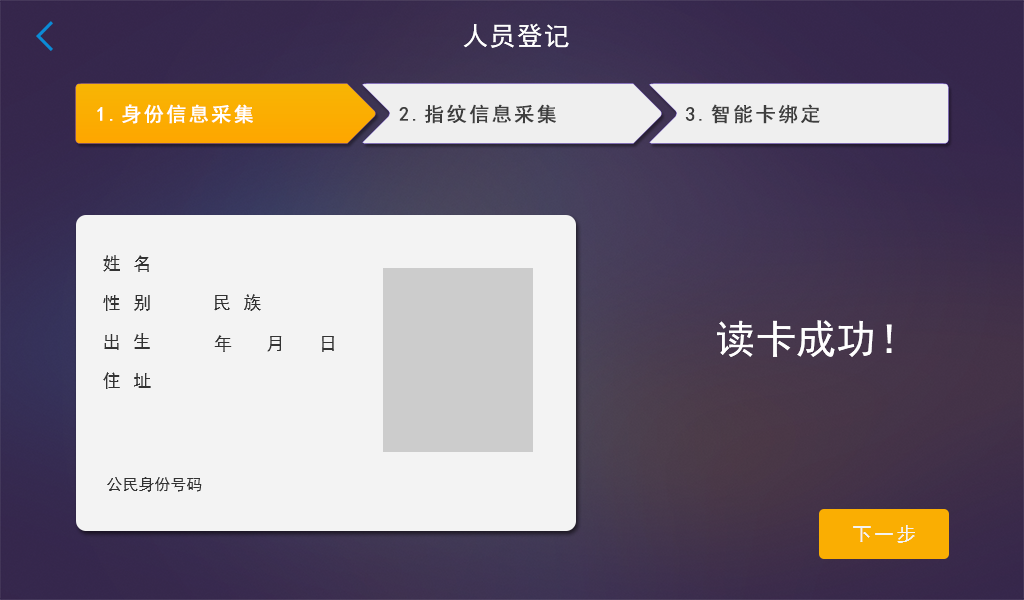 人员登记
1.身份信息采集 2.指纹信息采集 3.智能卡绑定
姓 名
性 别 民 族
出 生 年 月 日
住 址
读卡成功!
公民身份号码
下一步